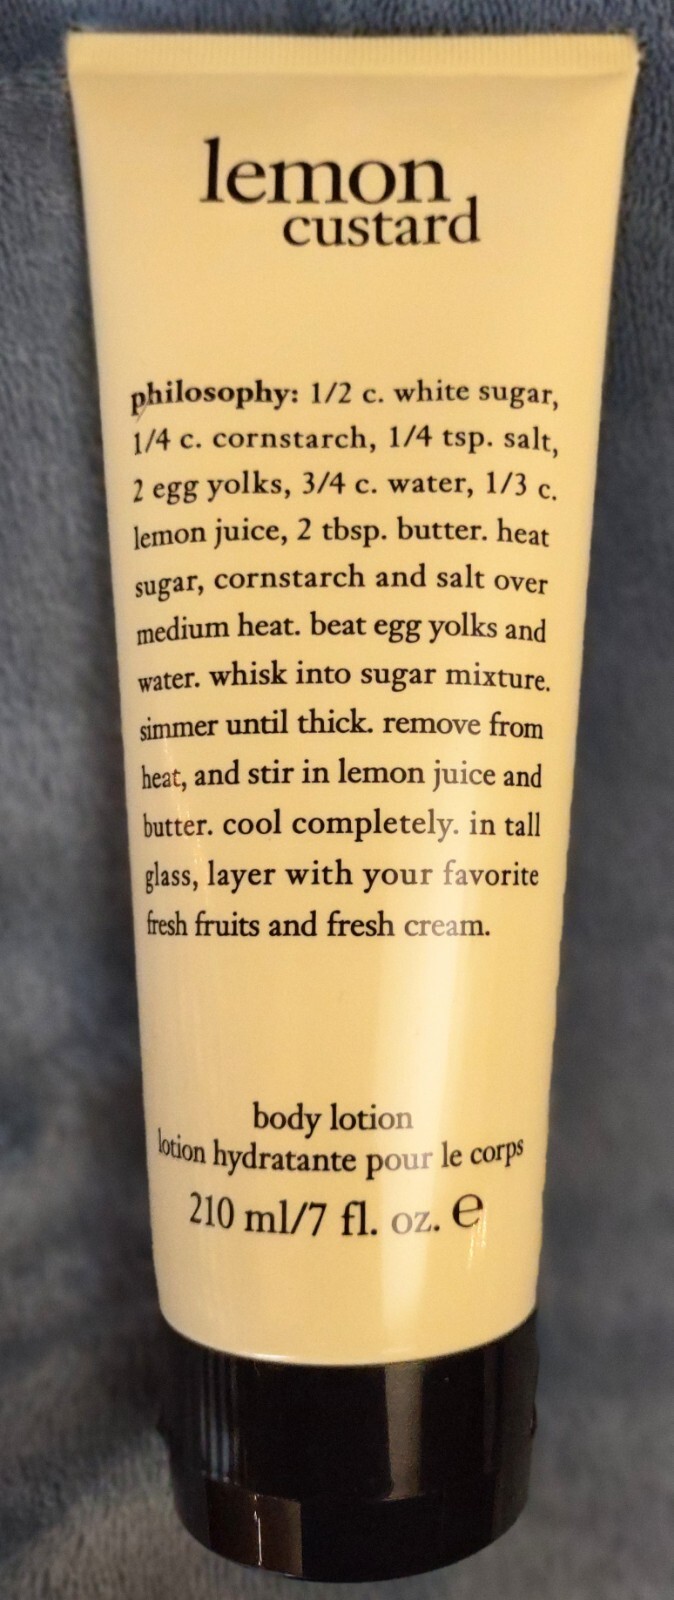 lemon
custard
philosophy: 1/2 c. white sugar,
1/4 c. cornstarch, 1/4 tsp. salt,
2 egg yolks, 3/4 c. water, 1/3 c.
lemon juice, 2 tbsp. butter. heat
sugar, cornstarch and salt over
medium heat. beat egg yolks and
water. whisk into sugar mixture.
simmer until thick. remove from
heat, and stir in lemon juice and
butter. cool completely. in tall
glass, layer with your favorite
fresh fruits and fresh cream.
body lotion
lotion hydratante pour le corps
210 ml/7 fl. oz. ℮